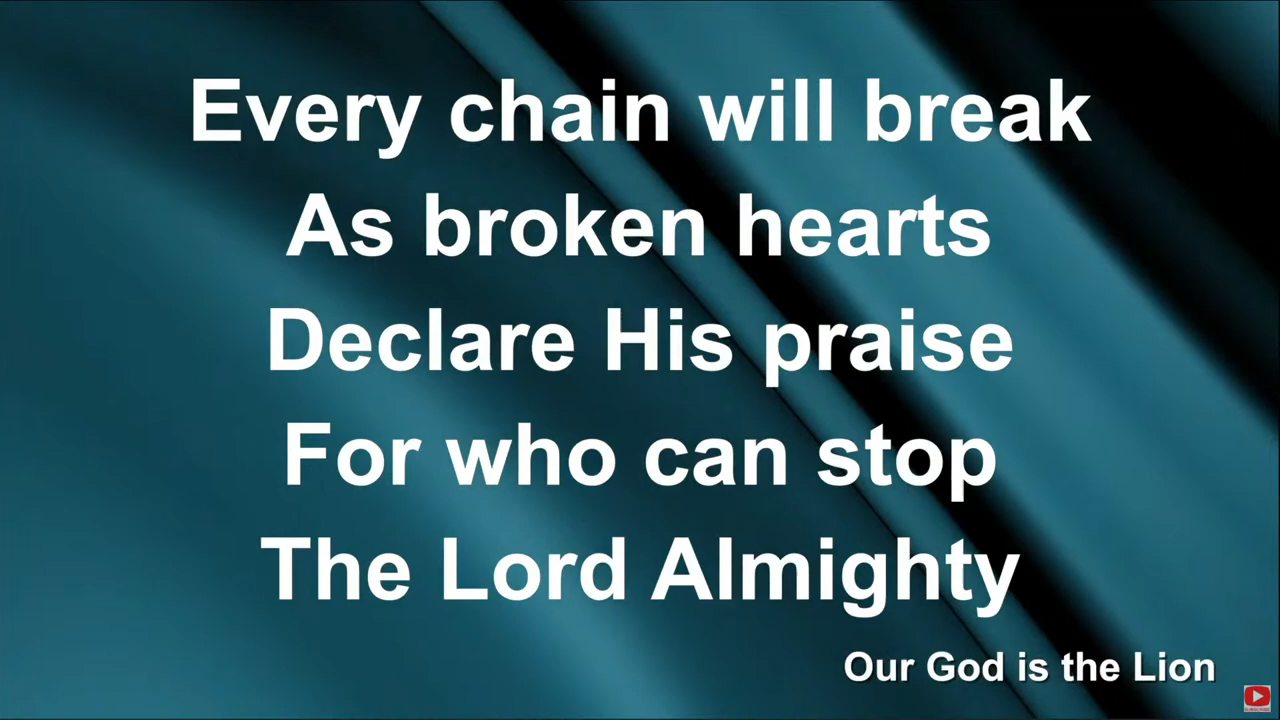 Every chain will break
As broken hearts
Declare His praise
For who can stop
The Lord Almighty
Our God is the Lion
SUBSCRIBE